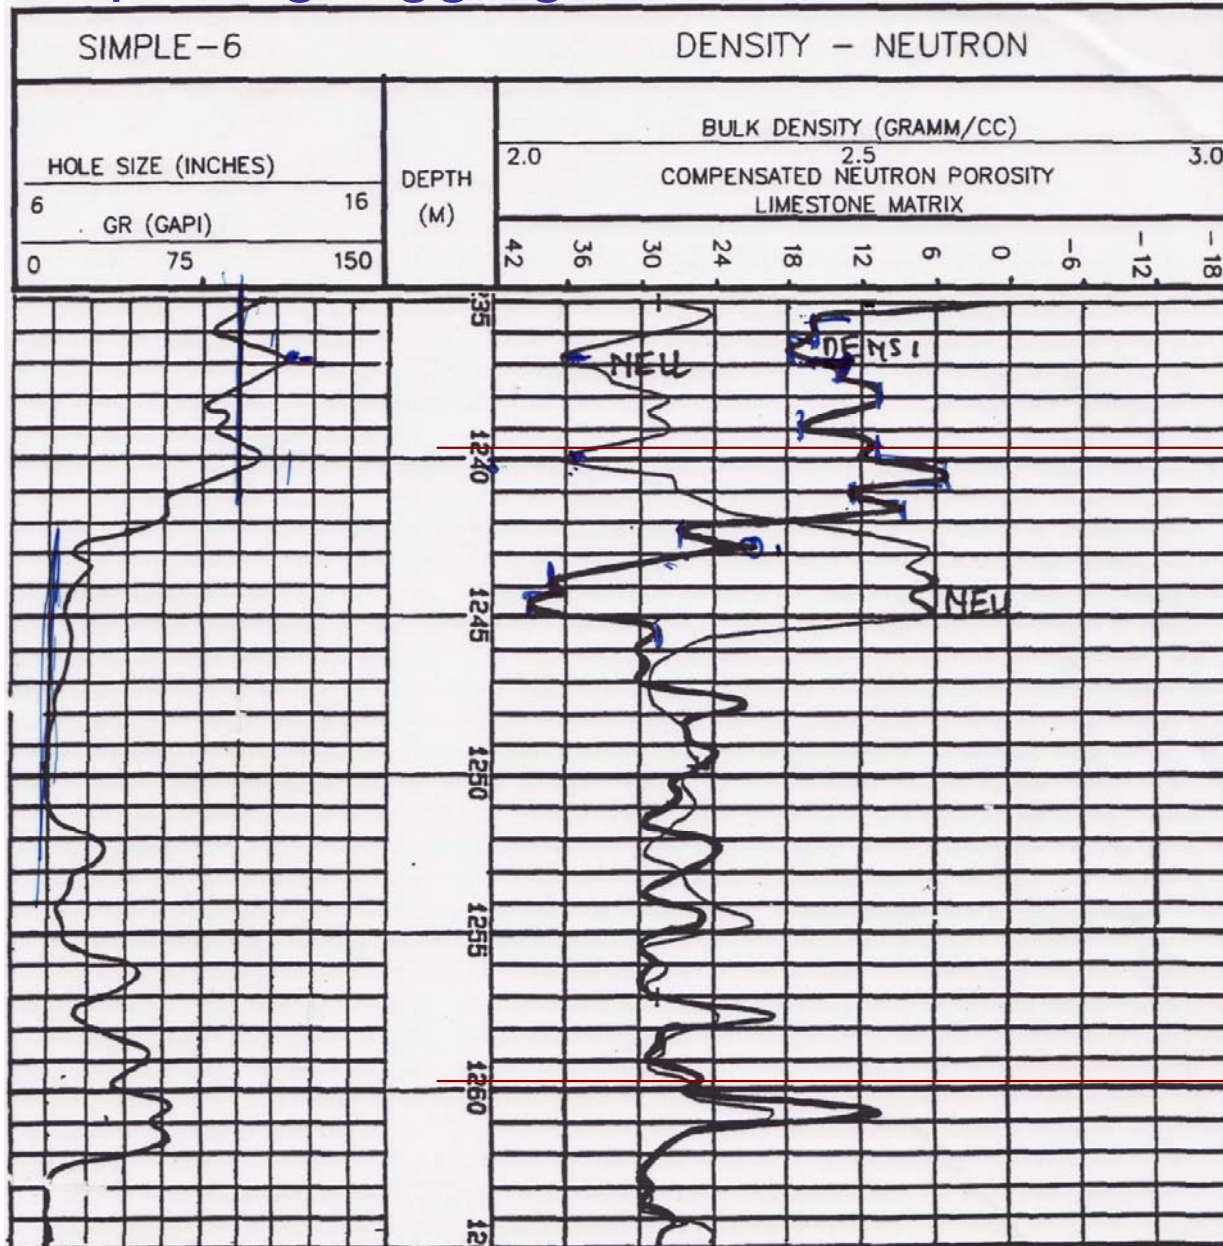 SIMPLE-6
DENSITY - NEUTRON
BULK DENSITY (GRAMM/CC)
2.0 2.5 3.0
HOLE SIZE (INCHES)
COMPENSATED NEUTRON POROSITY
LIMESTONE MATRIX
DEPTH
(M)
6 16
GR (GAPI)
0 75 150
42 36 30 24 18 12 6 0 -6 -12 -18
NEU
DENSI
1240
NEU
1245
1250
1255
1260